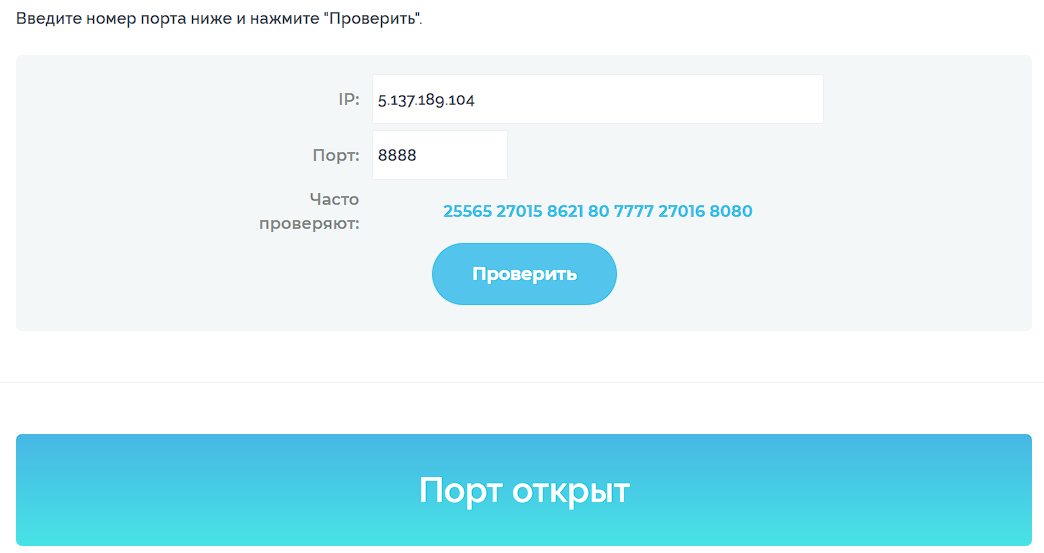 Введите номер порта ниже и нажмите "Проверить".
IP: 5.137.189.104
Порт: 8888
Часто
проверяют: 25565 27015 8621 80 7777 27016 8080
Проверить
Порт открыт